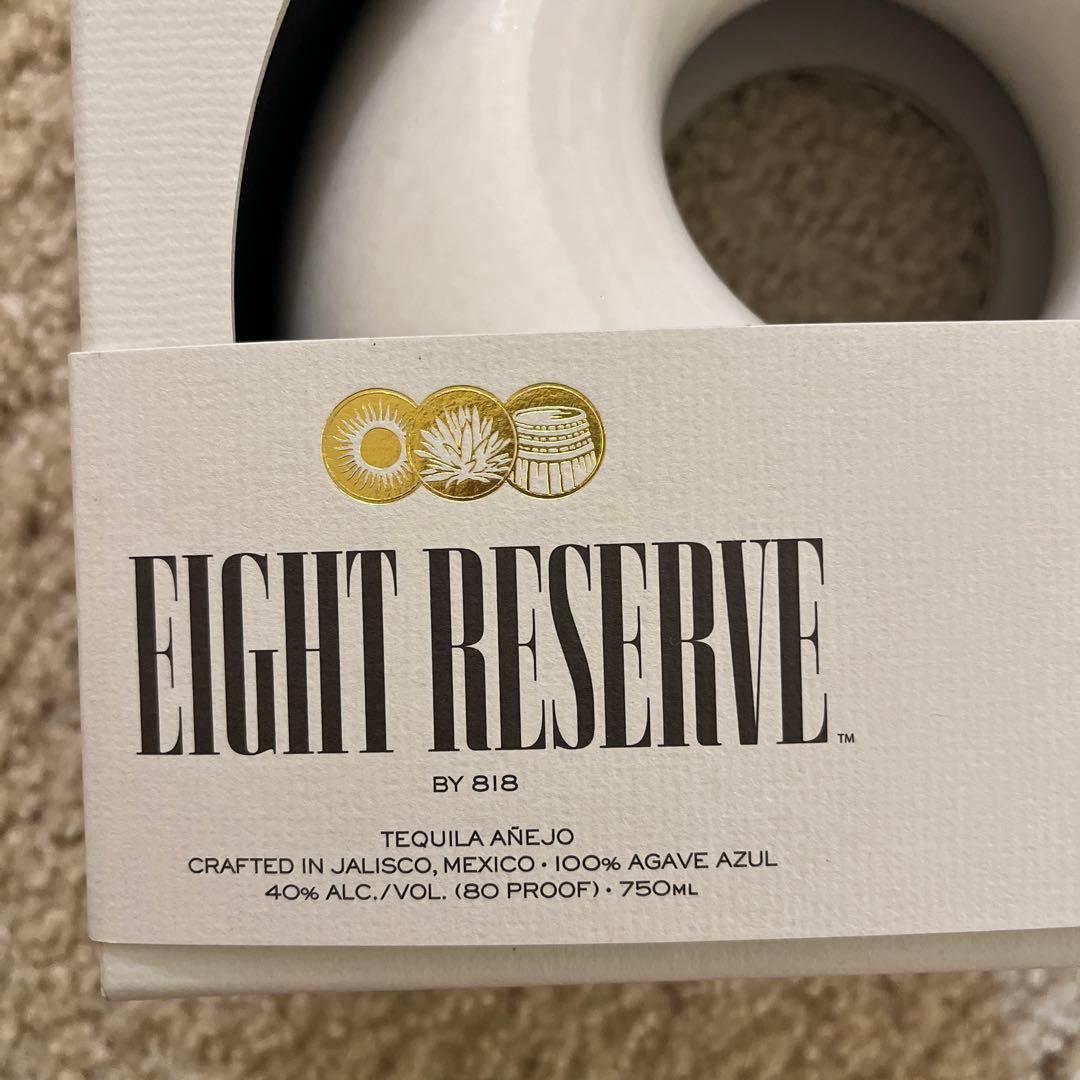 EIGHT RESERVE™
BY 818
TEQUILA AÑEJO
CRAFTED IN JALISCO, MEXICO • 100% AGAVE AZUL
40% ALC./VOL. (80 PROOF) • 750ML